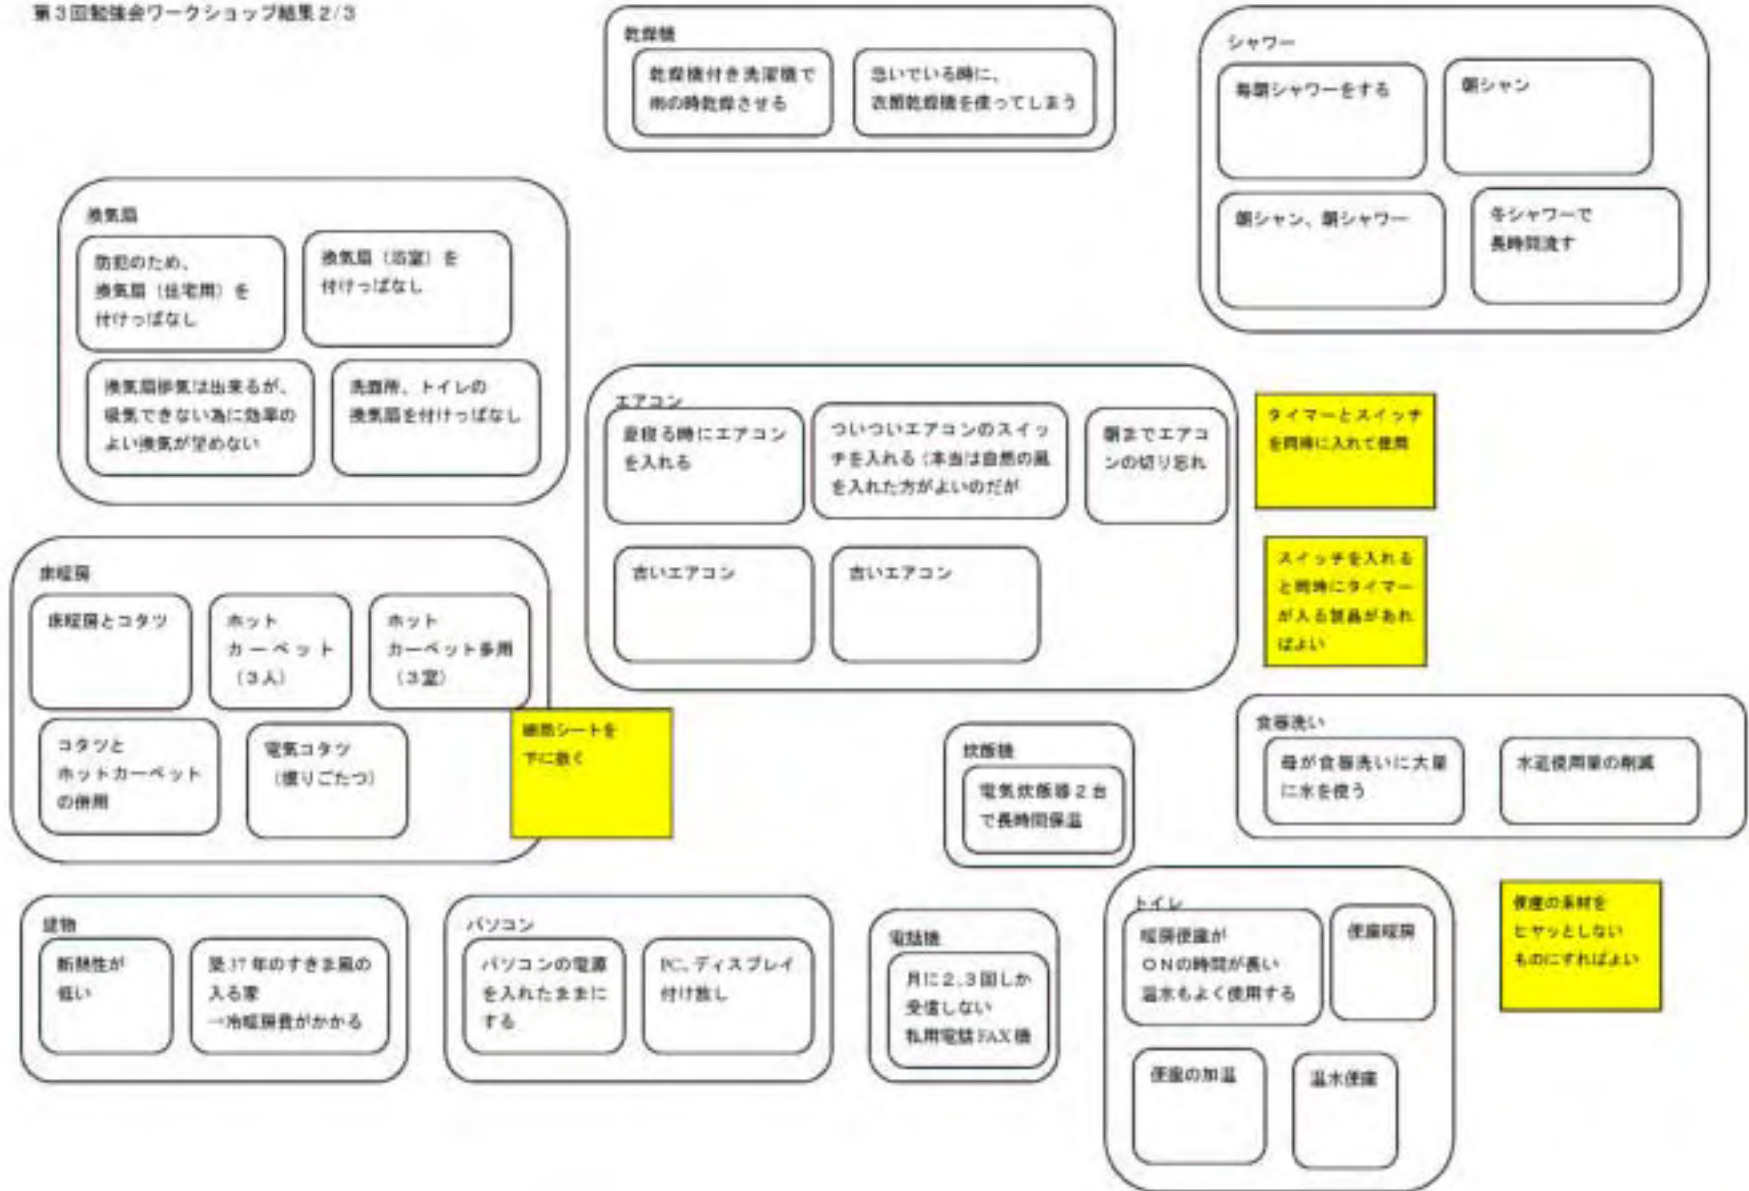 第3回勉強会ワークショップ結果2/3
乾燥機
乾燥機付き洗濯機で
雨の時乾燥させる
急いでいる時に、
衣類乾燥機を使ってしまう
シャワー
毎朝シャワーをする
朝シャン
朝シャン、朝シャワー
冬シャワーで
長時間流す
換気扇
防犯のため、
換気扇（住宅用）を
付けっぱなし
換気扇（浴室）を
付けっぱなし
換気扇排気は出来るが、
吸気できない為に効率の
よい換気が望めない
洗面所、トイレの
換気扇を付けっぱなし
エアコン
夏寝る時にエアコン
を入れる
ついついエアコンのスイッ
チを入れる（本当は自然の風
を入れた方がよいのだが
朝までエアコ
ンの切り忘れ
古いエアコン
古いエアコン
タイマーとスイッチ
を同時に入れて使用
スイッチを入れる
と同時にタイマー
が入る製品があれ
ばよい
床暖房
床暖房とコタツ
ホット
カーペット
（3人）
ホット
カーペット多用
（3室）
コタツと
ホットカーペット
の併用
電気コタツ
（掘りごたつ）
断熱シートを
下に敷く
炊飯機
電気炊飯器2台
で長時間保温
食器洗い
母が食器洗いに大量
に水を使う
水道使用量の削減
建物
断熱性が
低い
築37年のすきま風の
入る家
→冷暖房費がかかる
パソコン
パソコンの電源
を入れたままに
する
PC、ディスプレイ
付け放し
電話機
月に2、3回しか
受信しない
私用電話FAX機
トイレ
暖房便座が
ONの時間が長い
温水もよく使用する
便座暖房
便座の加温
温水便座
便座の素材を
ヒヤッとしない
ものにすればよい